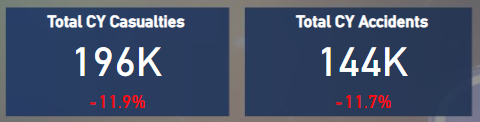 Total CY Casualties
196K
-11.9%
Total CY Accidents
144K
-11.7%